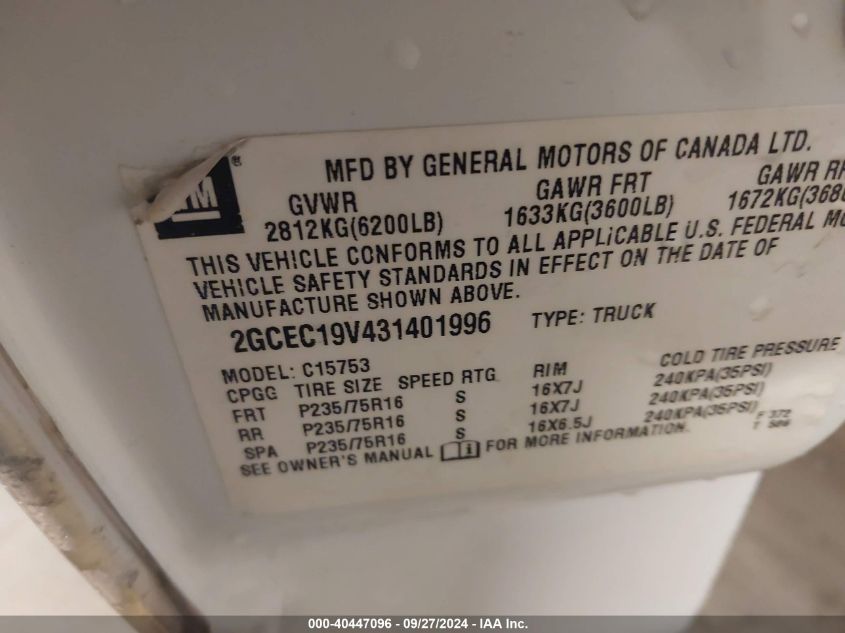 MFD BY GENERAL MOTORS OF CANADA LTD.
GM ®
GVWR GAWR FRT GAWR
2812KG(6200LB) 1633KG(3600LB) 1672KG(368
THIS VEHICLE CONFORMS TO ALL APPLICABLE U.S. FEDERAL
VEHICLE SAFETY STANDARDS IN EFFECT ON THE DATE OF
MANUFACTURE SHOWN ABOVE.
2GCEC19V431401996 TYPE: TRUCK
MODEL: C15753
CPGG TIRE SIZE SPEED RTG RIM COLD TIRE PRESSURE
FRT P235/75R16 S 16X7J 240KPA(35PSI)
RR P235/75R16 S 16X7J 240KPA(35PSI)
SPA P235/75R16 S 16X6.5J 240KPA(35PSI)
SEE OWNER'S MANUAL FOR MORE INFORMATION.
F 372
T 506
000-40447096 - 09/27/2024 - IAA Inc.